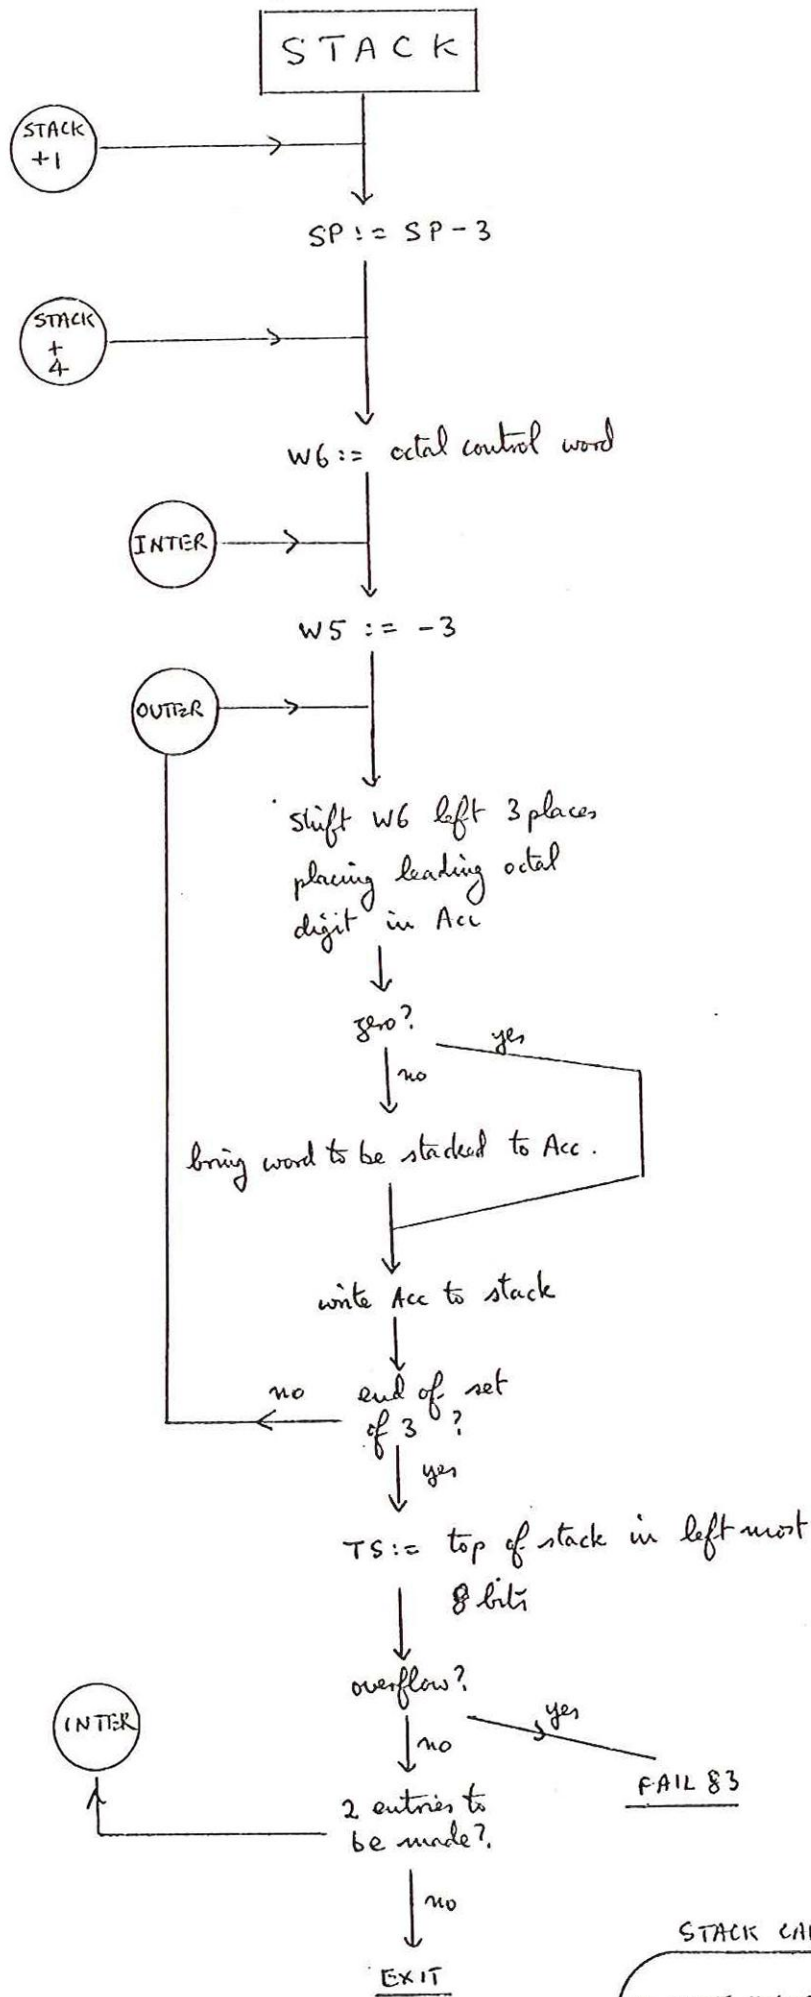 STACK
STACK
+1
SP := SP - 3
STACK
+
4
W6 := octal control word
INTER
W5 := -3
OUTER
Shift W6 left 3 places
placing leading octal
digit in Acc
zero?
yes
no
bring word to be stacked to Acc.
write Acc to stack
no
end of set
of 3 ?
yes
TS := top of stack in left most
8 bits
overflow?
yes
INTER
no
FAIL 83
2 entries to
be made?
no
STACK
EXIT